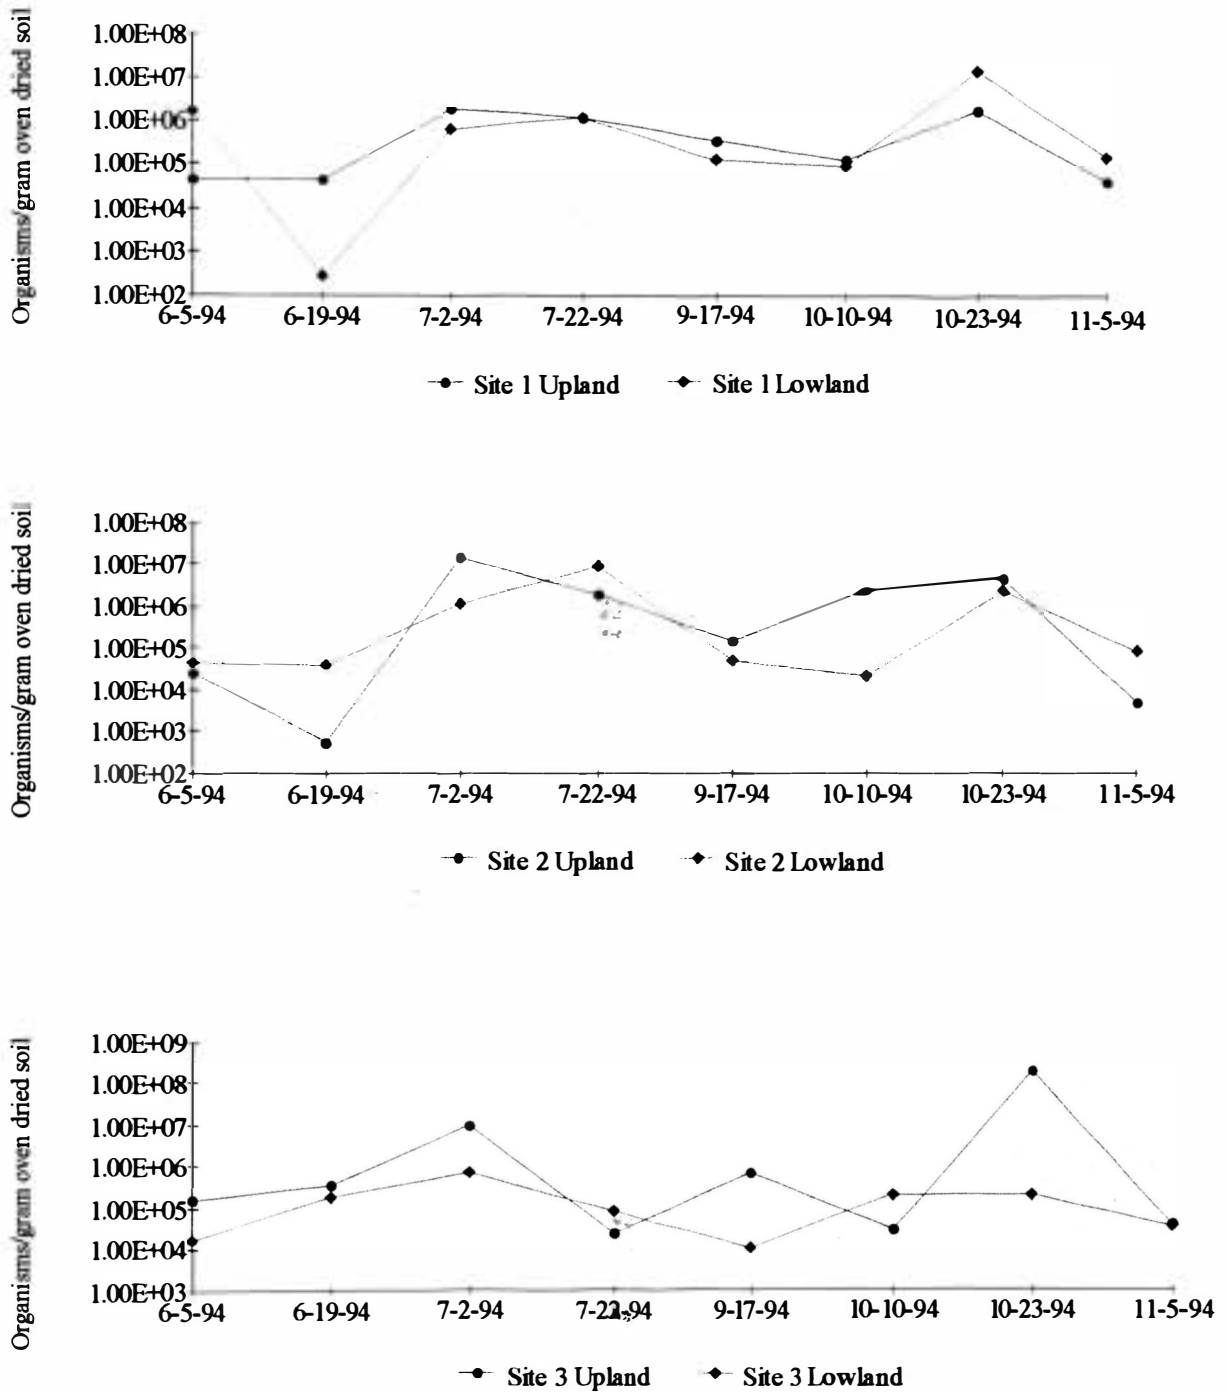 Organisms/gram oven dried soil
1.00E+08
1.00E+07
1.00E+06
1.00E+05
1.00E+04
1.00E+03
1.00E+02
6-5-94 6-19-94 7-2-94 7-22-94 9-17-94 10-10-94 10-23-94 11-5-94
Site 1 Upland Site 1 Lowland
Organisms/gram oven dried soil
1.00E+08
1.00E+07
1.00E+06
1.00E+05
1.00E+04
1.00E+03
1.00E+02
6-5-94 6-19-94 7-2-94 7-22-94 9-17-94 10-10-94 10-23-94 11-5-94
Site 2 Upland Site 2 Lowland
Organisms/gram oven dried soil
1.00E+09
1.00E+08
1.00E+07
1.00E+06
1.00E+05
1.00E+04
1.00E+03
6-5-94 6-19-94 7-2-94 7-22-94 9-17-94 10-10-94 10-23-94 11-5-94
Site 3 Upland Site 3 Lowland